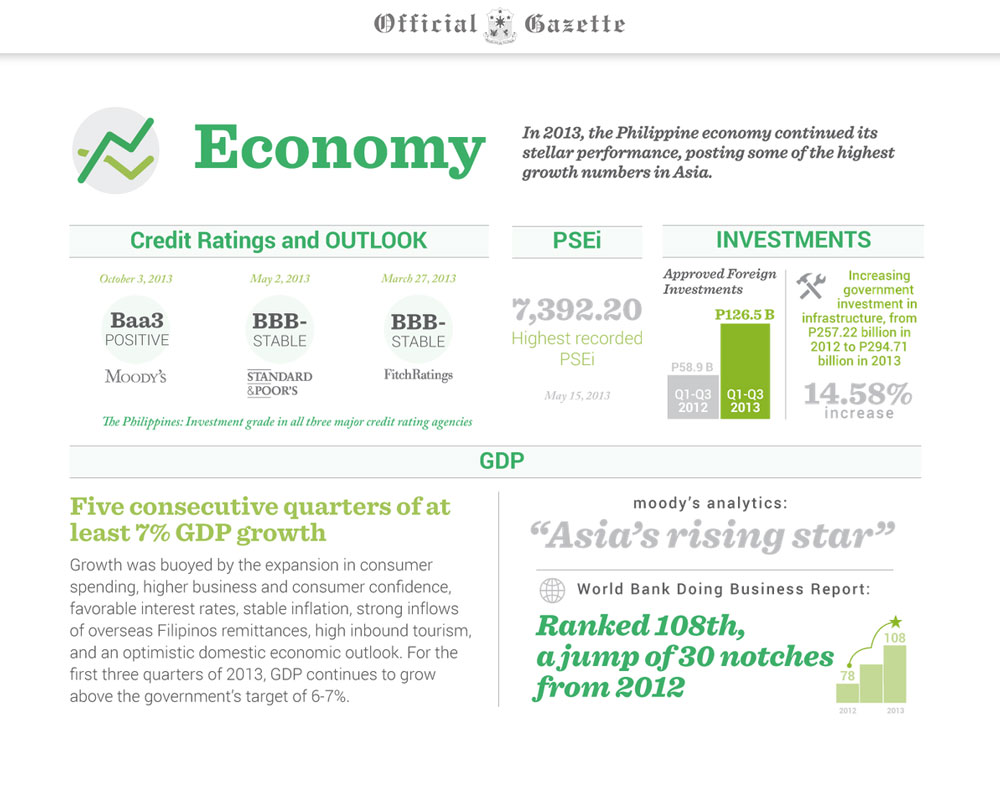 Official Gazette
Economy
In 2013, the Philippine economy continued its
stellar performance, posting some of the highest
growth numbers in Asia.
Credit Ratings and OUTLOOK
October 3, 2013
Baa3
POSITIVE
MOODY'S
May 2, 2013
BBB-
STABLE
STANDARD
&POOR'S
March 27, 2013
BBB-
STABLE
FitchRatings
The Philippines: Investment grade in all three major credit rating agencies
PSEi
7,392.20
Highest recorded
PSEi
May 15, 2013
INVESTMENTS
Approved Foreign
Investments
P126.5 B
P58.9 B
Q1-Q3
2012
Q1-Q3
2013
Increasing
government
investment in
infrastructure, from
P257.22 billion in
2012 to P294.71
billion in 2013
14.58%
increase
GDP
Five consecutive quarters of at
least 7% GDP growth
Growth was buoyed by the expansion in consumer
spending, higher business and consumer confidence,
favorable interest rates, stable inflation, strong inflows
of overseas Filipinos remittances, high inbound tourism,
and an optimistic domestic economic outlook. For the
first three quarters of 2013, GDP continues to grow
above the government's target of 6-7%.
moody's analytics:
“Asia's rising star”
World Bank Doing Business Report:
Ranked 108th,
a jump of 30 notches
from 2012
78
108
2012
2013